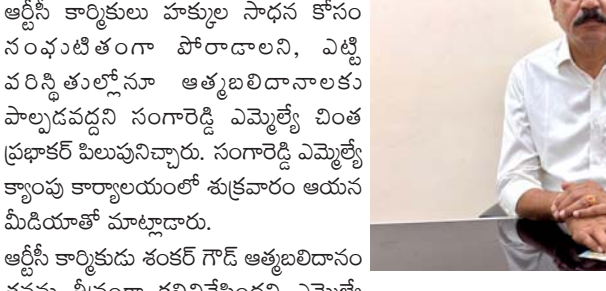 ఆర్టీసీ కార్మికులు హక్కుల సాధన కోసం
సంఘటితంగా పోరాడాలని, ఎట్టి
పరిస్థితుల్లోనూ ఆత్మబలిదానాలకు
పాల్పడవద్దని సంగారెడ్డి ఎమ్మెల్యే చింత
ప్రభాకర్ పిలుపునిచ్చారు. సంగారెడ్డి ఎమ్మెల్యే
క్యాంపు కార్యాలయంలో శుక్రవారం ఆయన
మీడియాతో మాట్లాడారు.
ఆర్టీసీ కార్మికుడు శంకర్ గౌడ్ ఆత్మబలిదానం